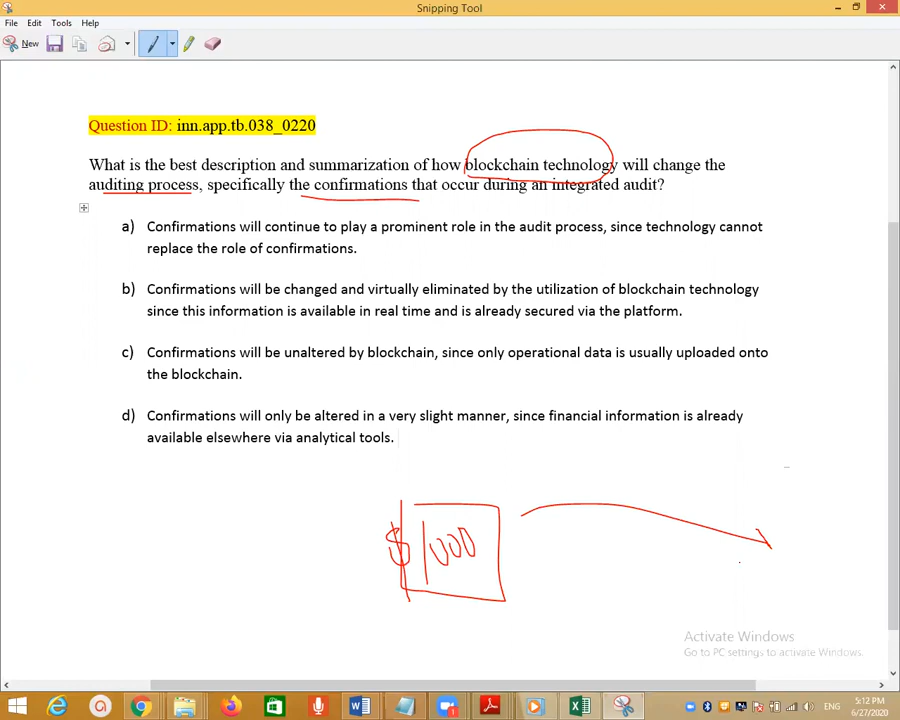 Snipping Tool
File Edit Tools Help
New
Question ID: inn.app.tb.038_0220
What is the best description and summarization of how blockchain technology will change the
auditing process, specifically the confirmations that occur during an integrated audit?
a) Confirmations will continue to play a prominent role in the audit process, since technology cannot
replace the role of confirmations.
b) Confirmations will be changed and virtually eliminated by the utilization of blockchain technology
since this information is available in real time and is already secured via the platform.
c) Confirmations will be unaltered by blockchain, since only operational data is usually uploaded onto
the blockchain.
d) Confirmations will only be altered in a very slight manner, since financial information is already
available elsewhere via analytical tools.
$ 1000
Activate Windows
Go to PC settings to activate Windows.
ENG
5:12 PM
6/27/2020